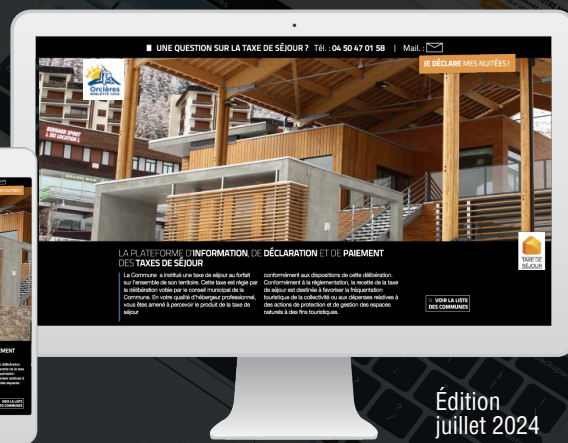 ■ UNE QUESTION SUR LA TAXE DE SÉJOUR ? Tél. : 04 50 47 01 58 | Mail. :
JE DÉCLARE MES NUITÉES !
Orcières
MERLETTE 1850
BERNARD SPORT
SKI LOCATION
LA PLATEFORME D'INFORMATION, DE DÉCLARATION ET DE PAIEMENT
DES TAXES DE SÉJOUR
La Commune a institué une taxe de séjour au forfait
sur l'ensemble de son territoire. Cette taxe est régie par
la délibération votée par le conseil municipal de la
Commune. En votre qualité d'hébergeur professionnel,
vous êtes amené à percevoir le produit de la taxe de
séjour
conformément aux dispositions de cette délibération.
Conformément à la réglementation, la recette de la taxe
de séjour est destinée à favoriser la fréquentation
touristique de la collectivité ou aux dépenses relatives à
des actions de protection et de gestion des espaces
naturels à des fins touristiques.
TAXE DE
SÉJOUR
VOIR LA LISTE
DES COMMUNES
Édition
juillet 2024